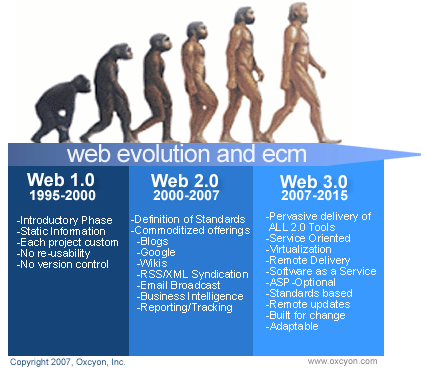 web evolution and ecm
Web 1.0
1995-2000
-Introductory Phase
-Static Information
-Each project custom
-No re-usability
-No version control
Web 2.0
2000-2007
-Definition of Standards
-Commoditized offerings
-Blogs
-Google
-Wikis
-RSS/XML Syndication
-Email Broadcast
-Business Intelligence
-Reporting/Tracking
Web 3.0
2007-2015
-Pervasive delivery of
ALL 2.0 Tools
-Service Oriented
-Virtualization
-Remote Delivery
-Software as a Service
-ASP-Optional
-Standards based
-Remote updates
-Built for change
-Adaptable
Copyright 2007, Oxcyon, Inc.
www.oxcyon.com